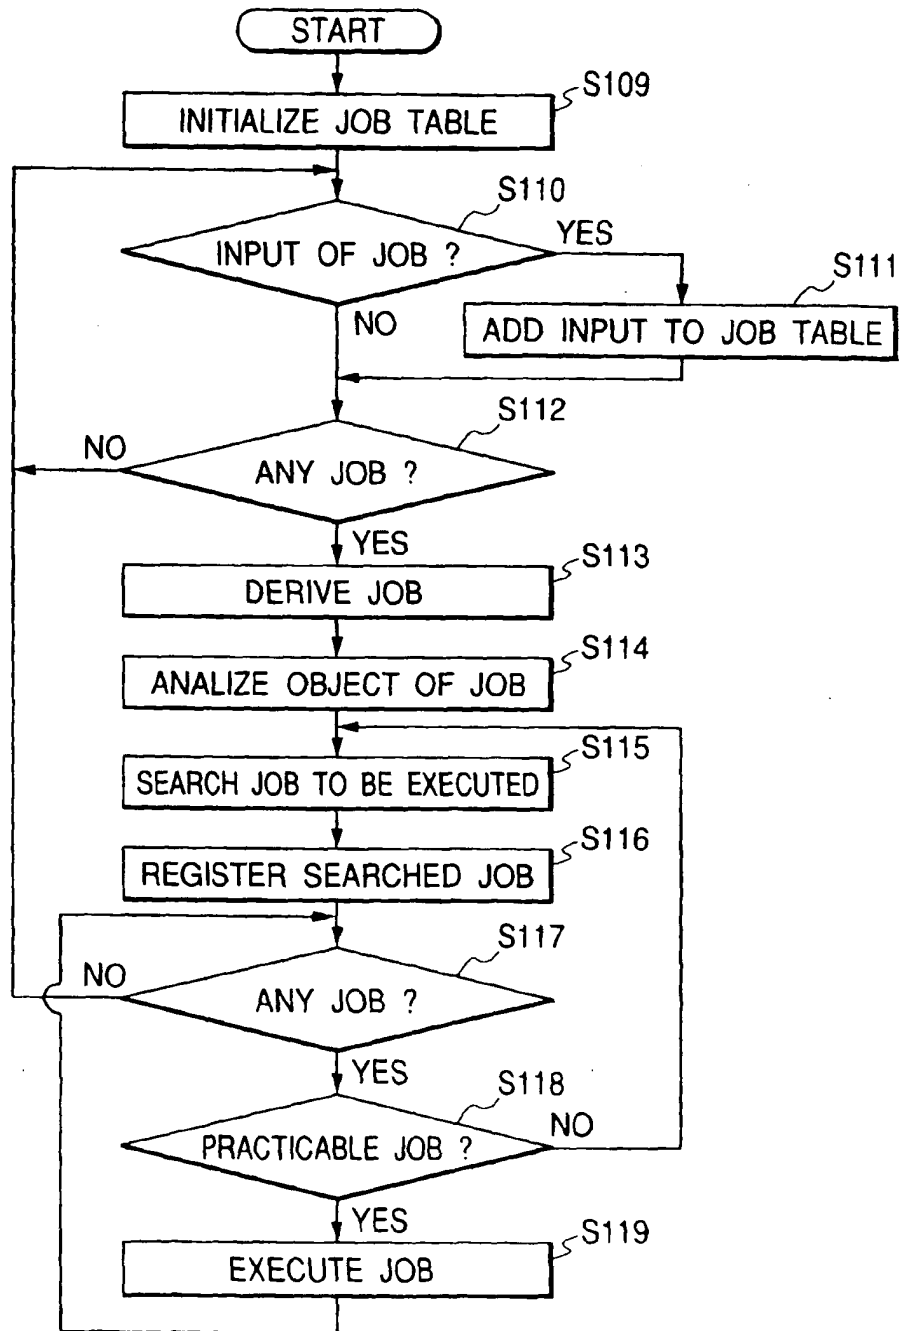 START
S109
INITIALIZE JOB TABLE
S110
INPUT OF JOB ?
YES
S111
NO
ADD INPUT TO JOB TABLE
S112
NO
ANY JOB ?
YES
S113
DERIVE JOB
S114
ANALIZE OBJECT OF JOB
S115
SEARCH JOB TO BE EXECUTED
S116
REGISTER SEARCHED JOB
S117
NO
ANY JOB ?
YES
S118
PRACTICABLE JOB ?
NO
YES
S119
EXECUTE JOB